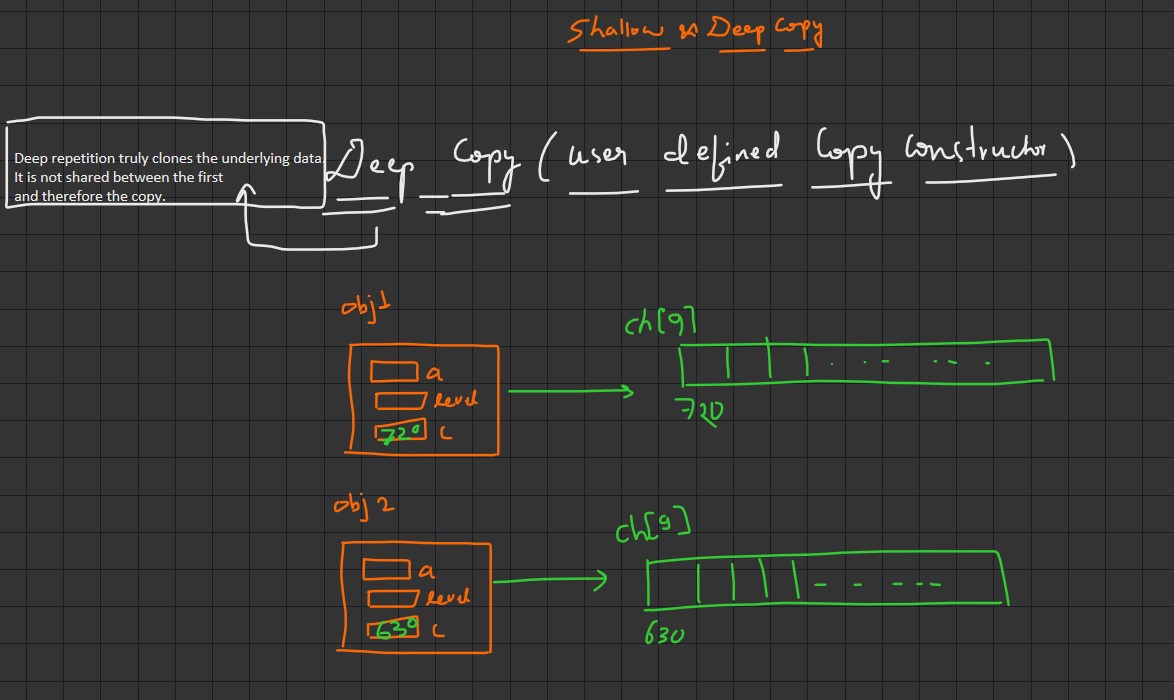 Shallow & Deep Copy
Deep repetition truly clones the underlying data.
It is not shared between the first
and therefore the copy.
Deep Copy (user defined Copy Constructor)
obj1
ch[9]
a
level
720 c
720
obj 2
ch[9]
a
level
630 c
630